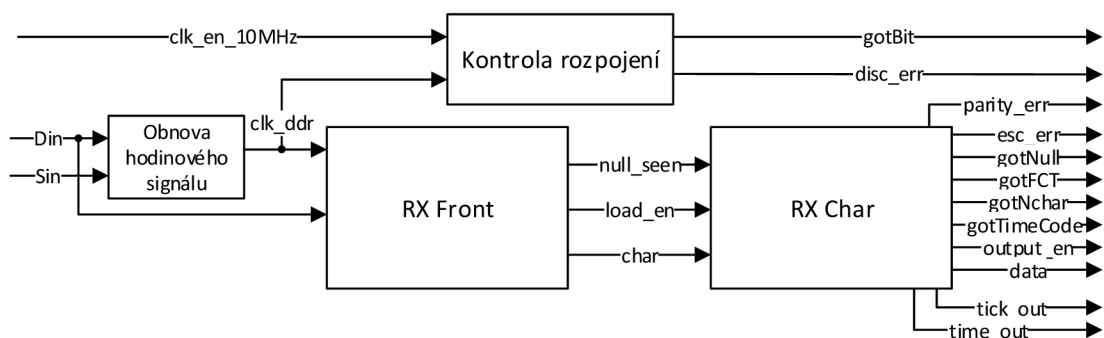 clk_en_10MHz
Kontrola rozpojení
gotBit
disc_err
Din
Sin
Obnova
hodinového
signálu
clk_ddr
RX Front
null_seen
load_en
char
RX Char
parity_err
esc_err
gotNull
gotFCT
gotNchar
gotTimeCode
output_en
data
tick_out
time_out